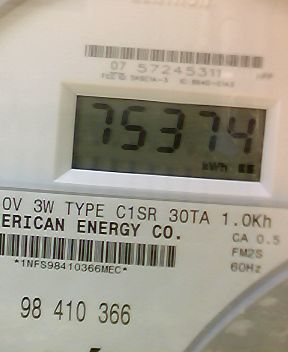 07 57245311
75374
kWh
0V 3W TYPE C1SR 30TA 1.0Kh
ERICAN ENERGY CO.
CA 0.5
FM2S
*1NFS98410366MEC*
60Hz
98 410 366